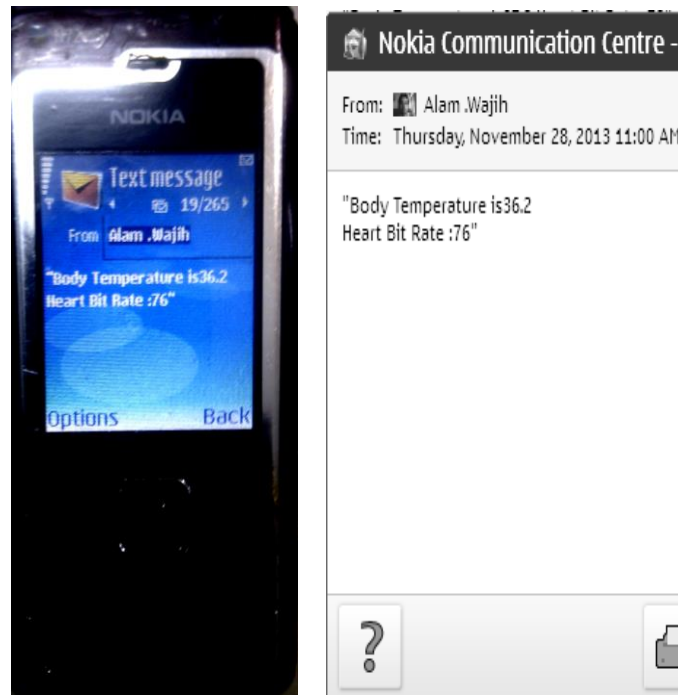 NOKIA
Text message
19/265
From Alam .Wajih
"Body Temperature is36.2
Heart Bit Rate :76"
Options Back
Nokia Communication Centre -
From: Alam .Wajih
Time: Thursday, November 28, 2013 11:00 AM
"Body Temperature is36.2
Heart Bit Rate :76"
?